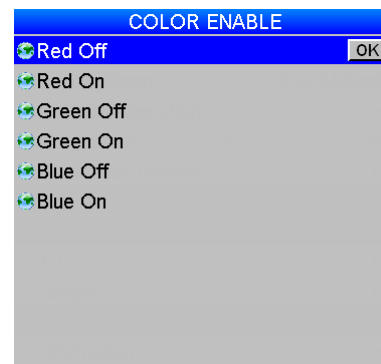 COLOR ENABLE
Red Off OK
Red On
Green Off
Green On
Blue Off
Blue On